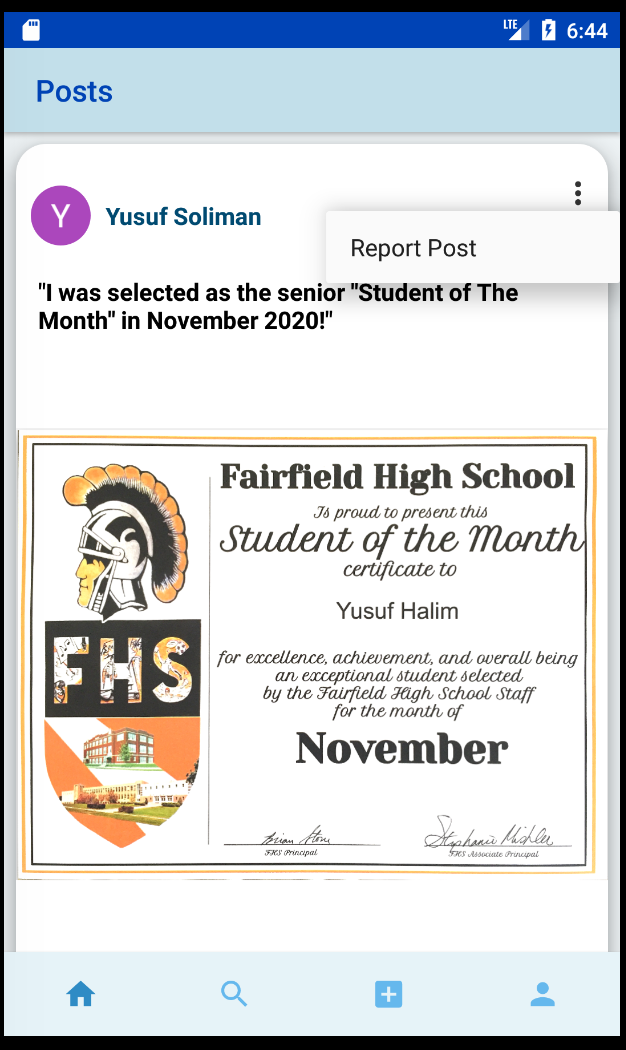 LTE 6:44
Posts
Y
Yusuf Soliman
Report Post
"I was selected as the senior "Student of The
Month" in November 2020!"
Fairfield High School
Is proud to present this
Student of the Month
certificate to
Yusuf Halim
FHS
for excellence, achievement, and overall being
an exceptional student selected
by the Fairfield High School Staff
for the month of
November
Brian Stone
Stephanie Mishler
FHS Principal
FHS Associate Principal